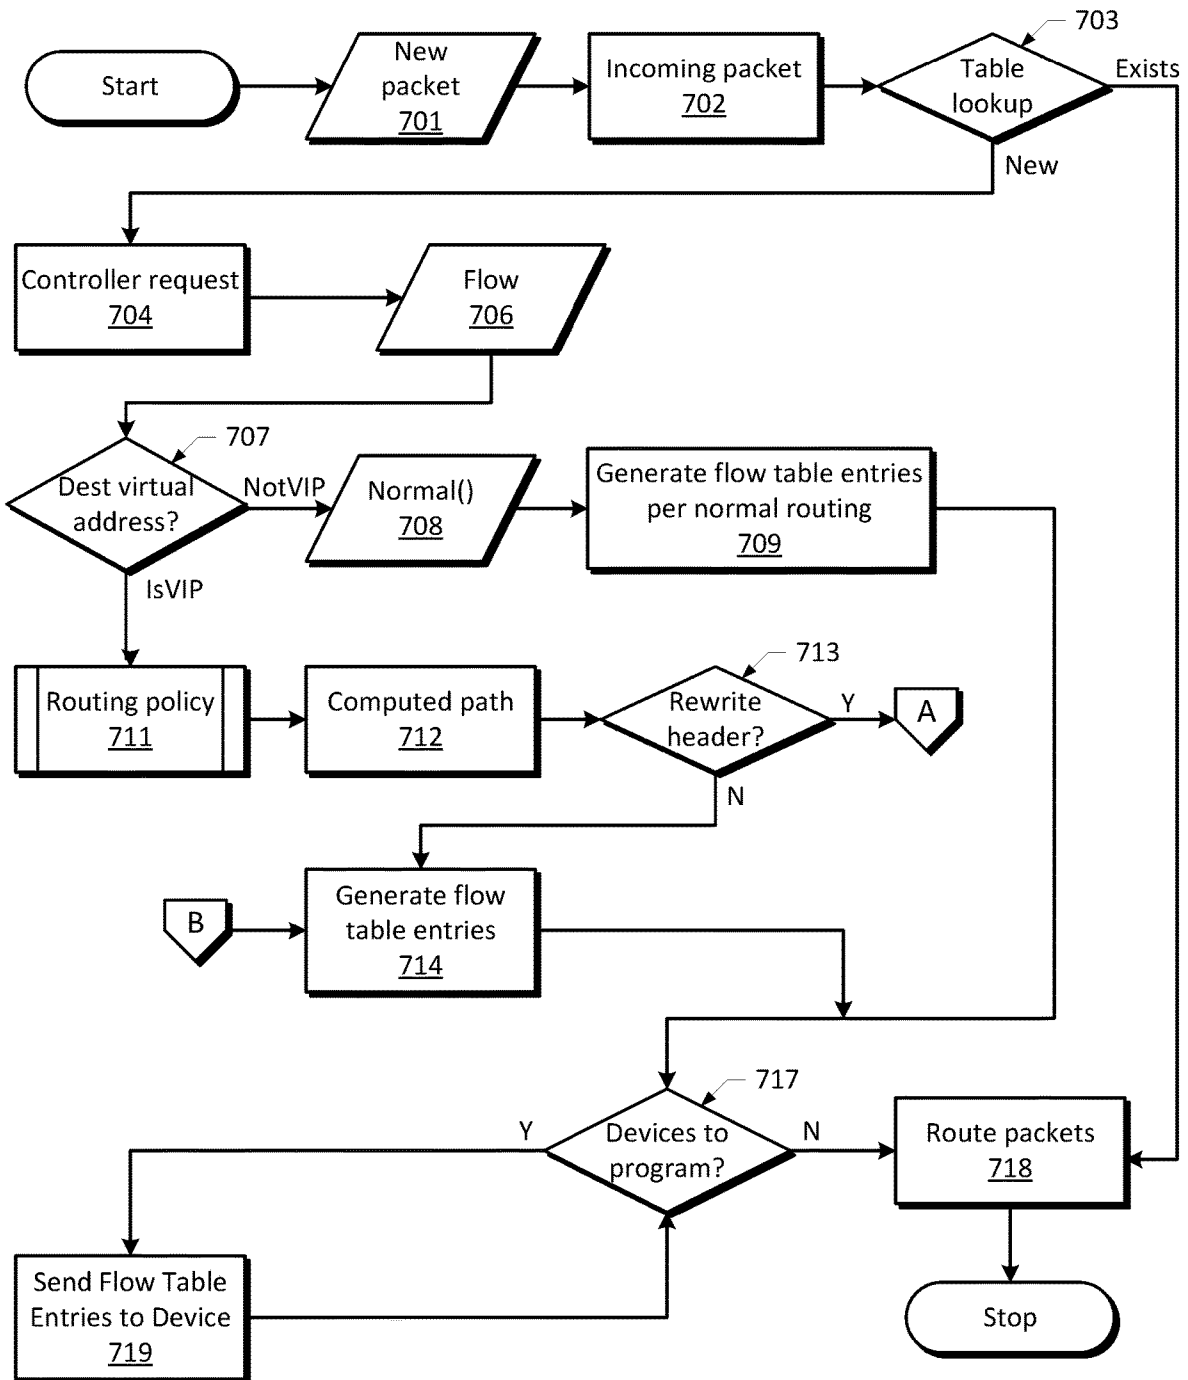 703
Start
New
packet
701
Incoming packet
702
Table
lookup
Exists
New
Controller request
704
Flow
706
707
Dest virtual
address?
NotVIP
Normal()
708
Generate flow table entries
per normal routing
709
IsVIP
713
Routing policy
711
Computed path
712
Rewrite
header?
Y
A
N
B
Generate flow
table entries
714
717
Y
Devices to
program?
N
Route packets
718
Send Flow Table
Entries to Device
719
Stop